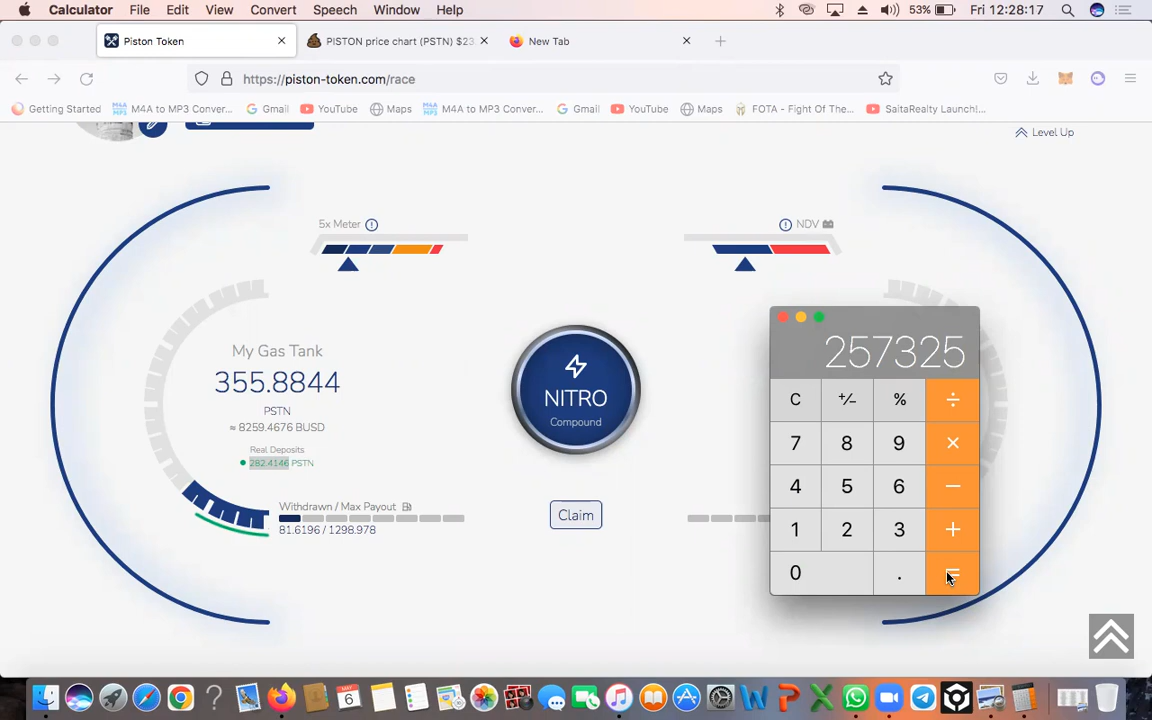 Calculator File Edit View Convert Speech Window Help 53% Fri 12:28:17
Piston Token PISTON price chart (PSTN) $23 New Tab
https://piston-token.com/race
Getting Started M4A to MP3 Conver... Gmail YouTube Maps M4A to MP3 Conver... Gmail YouTube Maps FOTA - Fight Of The... SaitaRealty Launch!...
Level Up
5x Meter
NDV
My Gas Tank
355.8844
PSTN
≈ 8259.4676 BUSD
Real Deposits
282.4146 PSTN
Withdrawn / Max Payout
81.6196 / 1298.978
NITRO
Compound
Claim
257325
C +/- % ÷
7 8 9 ×
4 5 6 −
1 2 3 +
0 . =
MAY
6